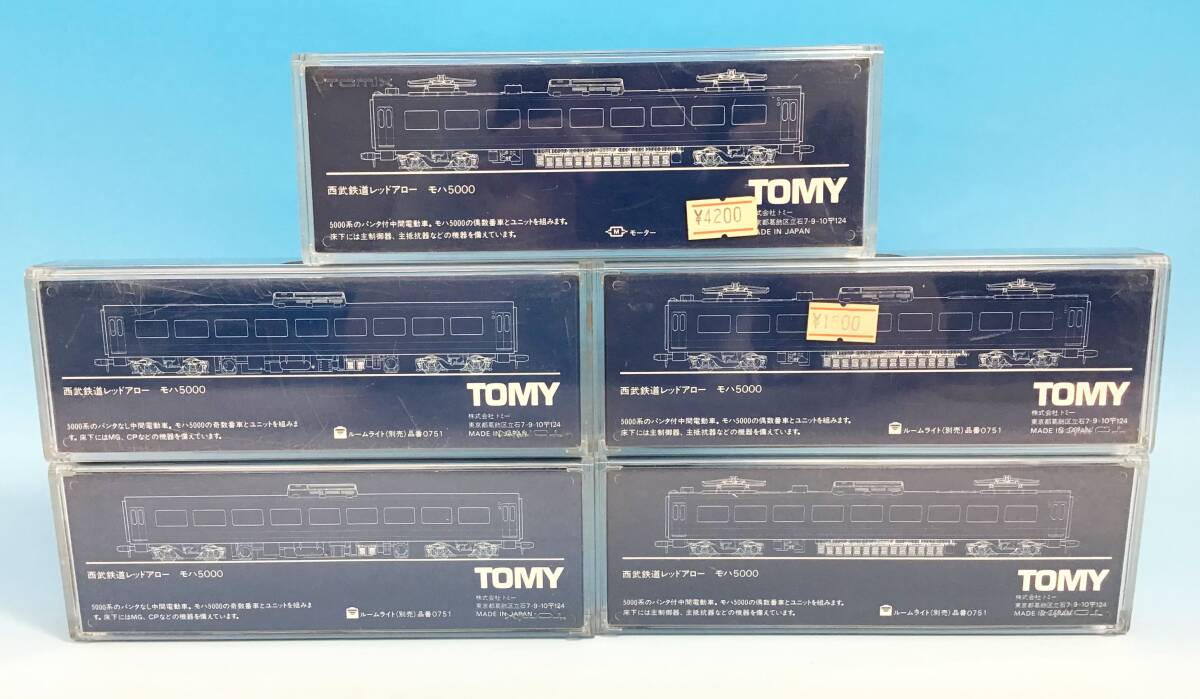 TOMIX
西武鉄道レッドアロー モハ5000
TOMY
¥4200
5000系のパンタ付中間電動車。モハ5000の偶数番車とユニットを組みます。
床下には主制御器、主抵抗器などの機器を備えています。
M モーター
式会社 トミー
京都葛飾区立石7-9-10〒124
MADE IN JAPAN
西武鉄道レッドアロー モハ5000
TOMY
5000系のパンタなし中間電動車。モハ5000の奇数番車とユニットを組みま
す。床下にはMG、CPなどの機器を備えています。
ルームライト(別売)品番0751
株式会社 トミー
東京都葛飾区立石7-9-10〒124
MADE IN JAPAN
¥1500
西武鉄道レッドアロー モハ5000
TOMY
5000系のパンタ付中間電動車。モハ5000の偶数番車とユニットを組みます。
床下には主制御器、主抵抗器などの機器を備えています。
ルームライト(別売)品番0751
株式会社 トミー
東京都葛飾区立石7-9-10〒124
MADE IN JAPAN
西武鉄道レッドアロー モハ5000
TOMY
5000系のパンタなし中間電動車。モハ5000の奇数番車とユニットを組みま
す。床下にはMG、CPなどの機器を備えています。
ルームライト(別売)品番0751
株式会社 トミー
東京都葛飾区立石7-9-10〒124
MADE IN JAPAN
西武鉄道レッドアロー モハ5000
TOMY
5000系のパンタ付中間電動車。モハ5000の偶数番車とユニットを組みます。
床下には主制御器、主抵抗器などの機器を備えています。
ルームライト(別売)品番0751
株式会社 トミー
東京都葛飾区立石7-9-10〒124
MADE IN JAPAN